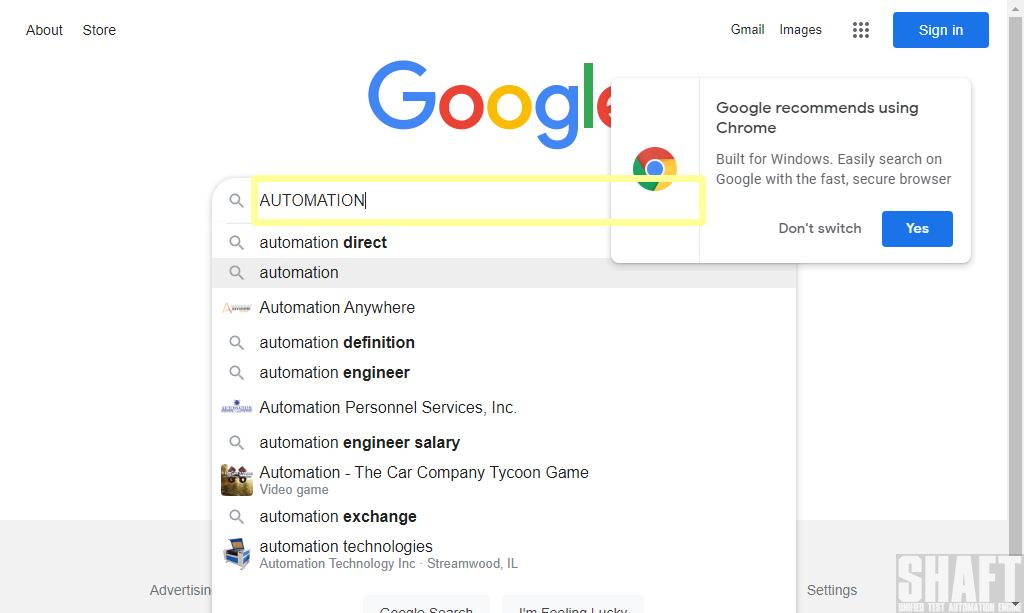 About Store
Gmail Images Sign in
Google
Google recommends using
Chrome
Built for Windows. Easily search on
Google with the fast, secure browser
Don't switch Yes
AUTOMATION
automation direct
automation
Automation Anywhere
automation definition
automation engineer
Automation Personnel Services, Inc.
automation engineer salary
Automation - The Car Company Tycoon Game
Video game
automation exchange
automation technologies
Automation Technology Inc · Streamwood, IL
Advertisin
Settings
Google Search I'm Feeling Lucky
SHAFT
UNIFIED TEST AUTOMATION ENGINE